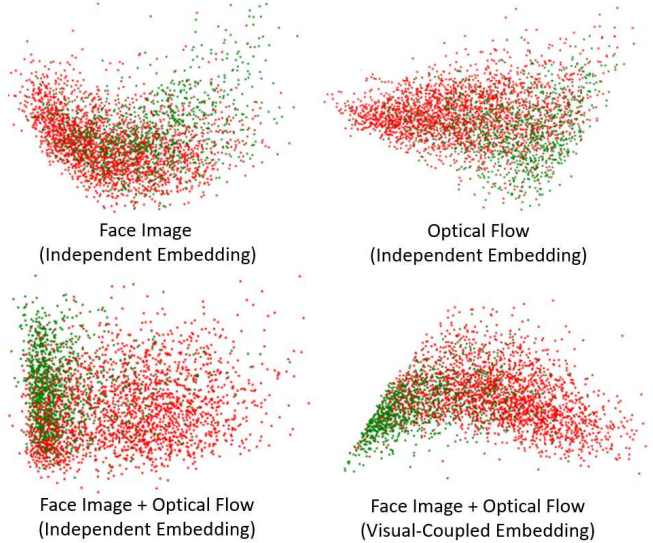 Face Image
(Independent Embedding)
Optical Flow
(Independent Embedding)
Face Image + Optical Flow
(Independent Embedding)
Face Image + Optical Flow
(Visual-Coupled Embedding)